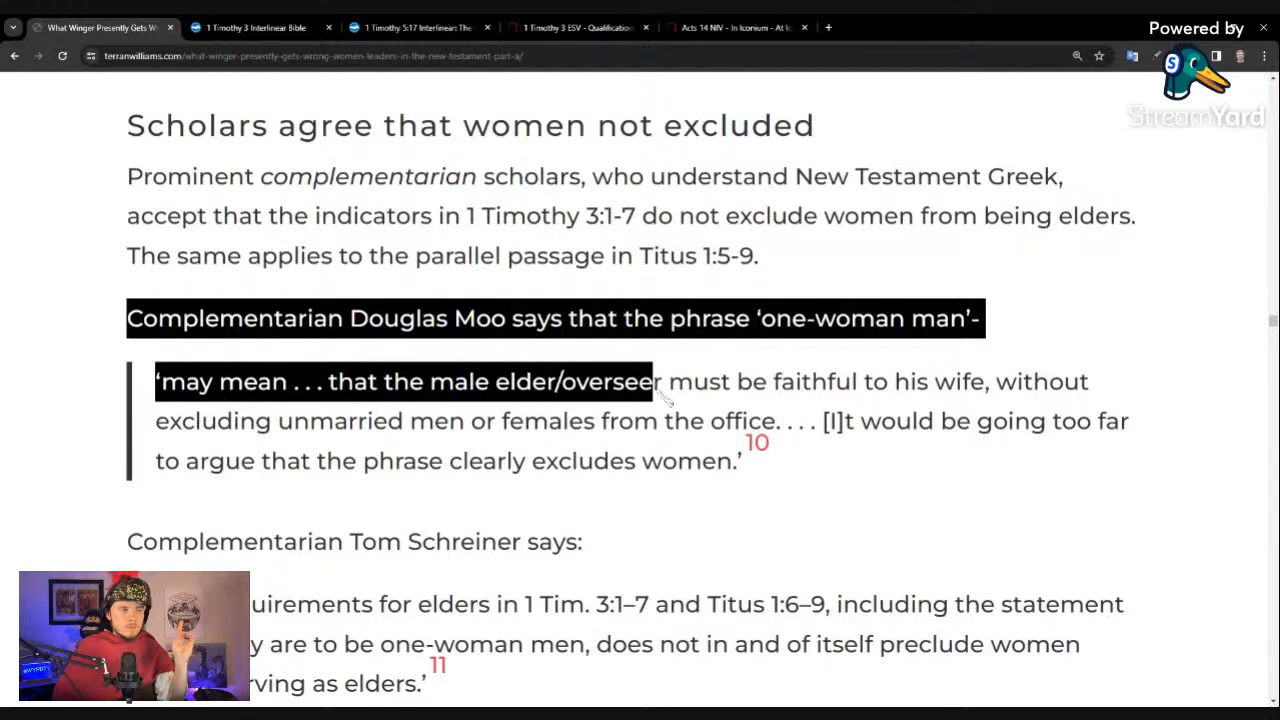 What Winger Presently Gets W
1 Timothy 3 Interlinear Bible
1 Timothy 5:17 Interlinear: The
1 Timothy 3 ESV - Qualification
Acts 14 NIV - In Iconium - At Ic
Powered by
terranwilliams.com/what-winger-presently-gets-wrong-women-leaders-in-the-new-testament-part-a/
S
StreamYard
Scholars agree that women not excluded
Prominent complementarian scholars, who understand New Testament Greek,
accept that the indicators in 1 Timothy 3:1-7 do not exclude women from being elders.
The same applies to the parallel passage in Titus 1:5-9.
Complementarian Douglas Moo says that the phrase ‘one-woman man’-
‘may mean . . . that the male elder/overseer must be faithful to his wife, without
excluding unmarried men or females from the office. . . . [I]t would be going too far
to argue that the phrase clearly excludes women.’ 10
Complementarian Tom Schreiner says:
uirements for elders in 1 Tim. 3:1–7 and Titus 1:6–9, including the statement
y are to be one-woman men, does not in and of itself preclude women
rving as elders.’ 11
#WYPDTY